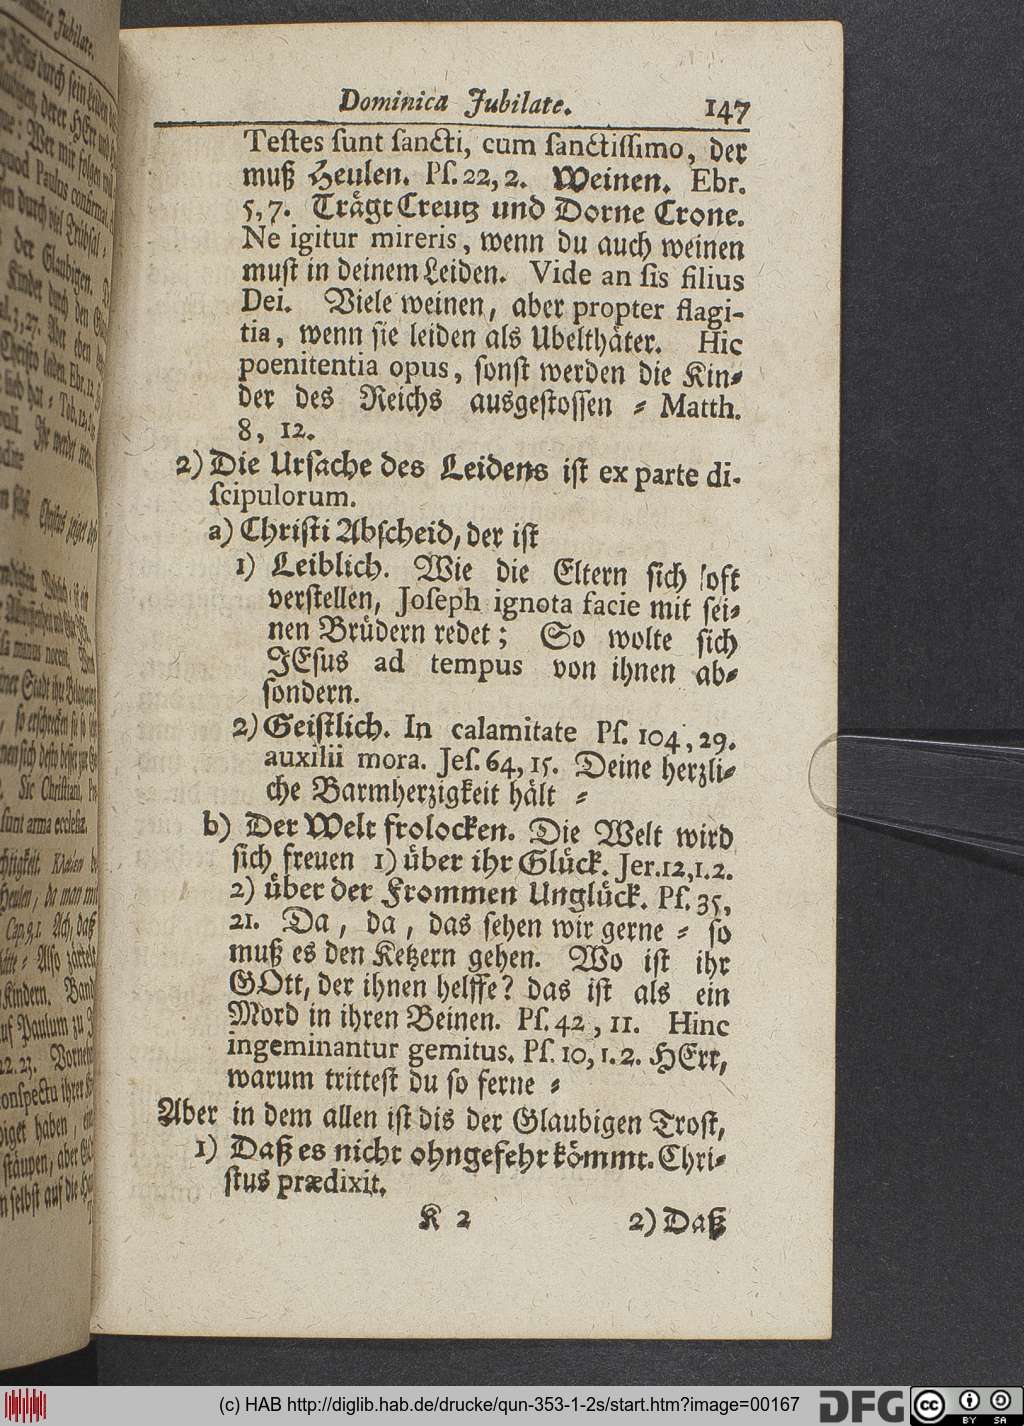 Dominica Jubilate. 147
Testes ſunt ſancti, cum ſanctiſſimo, der
muß Heulen. Pſ. 22, 2. Weinen. Ebr.
5, 7. Trägt Creutz und Dorne Crone.
Ne igitur mireris, wenn du auch weinen
muſt in deinem Leiden. Vide an ſis filius
Dei. Viele weinen, aber propter flagi-
tia, wenn ſie leiden als Ubelthäter. Hic
poenitentia opus, ſonſt werden die Kin⸗
der des Reichs ausgeſtoſſen ⸗ Matth.
8, 12.
2) Die Urſache des Leidens iſt ex parte di-
ſcipulorum.
a) Chriſti Abſcheid, der iſt
1) Leiblich. Wie die Eltern ſich oft
verſtellen, Joſeph ignota facie mit ſei⸗
nen Brüdern redet; So wolte ſich
JEſus ad tempus von ihnen ab⸗
ſondern.
2) Geiſtlich. In calamitate Pſ. 104, 29.
auxilii mora. Jeſ. 64, 15. Deine herzli⸗
che Barmherzigkeit hält ⸗
b) Der Welt frolocken. Die Welt wird
ſich freuen 1) über ihr Glück. Jer. 12, 1. 2.
2) über der Frommen Unglück. Pſ. 35,
21. Da, da, das ſehen wir gerne ⸗ ſo
muß es den Ketzern gehen. Wo iſt ihr
GOtt, der ihnen helffe? das iſt als ein
Mord in ihren Beinen. Pſ. 42, 11. Hinc
ingeminantur gemitus. Pſ. 10, 1. 2. HErr,
warum tritteſt du ſo ferne ⸗
Aber in dem allen iſt dis der Glaubigen Troſt,
1) Daß es nicht ohngefehr kömmt. Chri⸗
ſtus prædixit.
K 2 2) Daß
(c) HAB http://diglib.hab.de/drucke/qun-353-1-2s/start.htm?image=00167
DFG
cc
BY SA